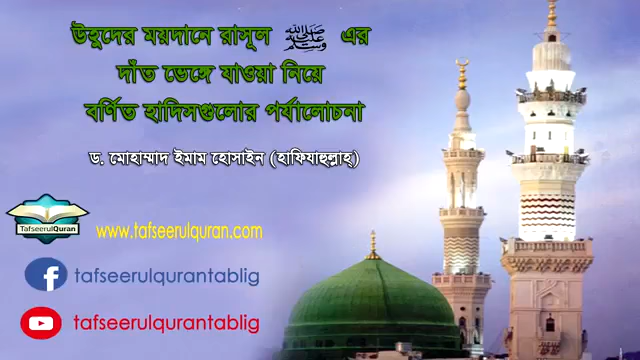 উহুদের ময়দানে রাসূল ﷺ এর
দাঁত ভেঙ্গে যাওয়া নিয়ে
বর্ণিত হাদিসগুলোর পর্যালোচনা
ড. মোহাম্মাদ ইমাম হোসাইন (হাফিযাহুল্লাহ্)
TafseerulQuran
www.tafseerulquran.com
tafseerulqurantablig
tafseerulqurantablig